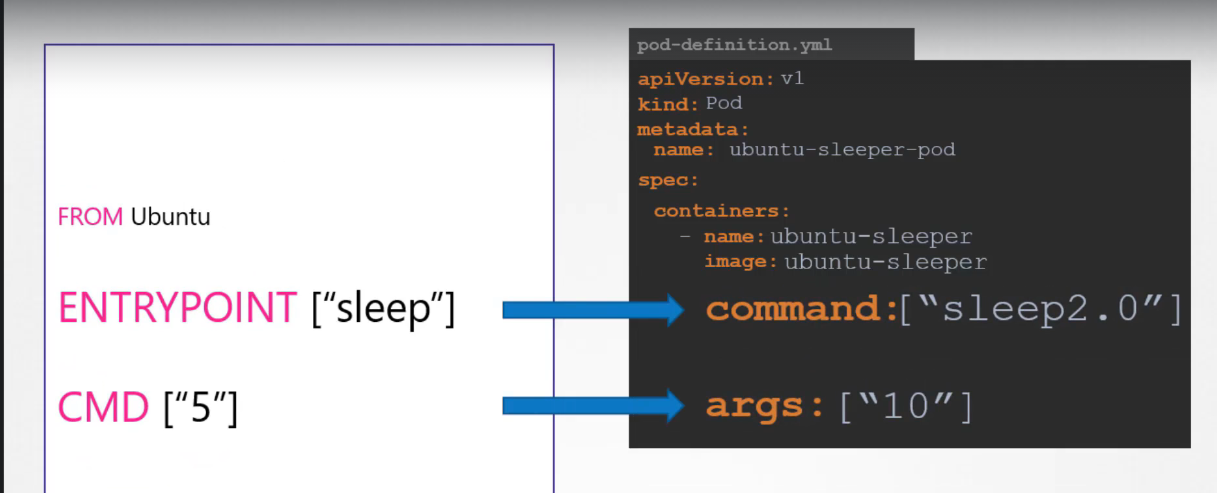 FROM Ubuntu
ENTRYPOINT [“sleep”]
CMD [“5”]
pod-definition.yml
apiVersion: v1
kind: Pod
metadata:
name: ubuntu-sleeper-pod
spec:
containers:
- name: ubuntu-sleeper
image: ubuntu-sleeper
command:[“sleep2.0”]
args: [“10”]